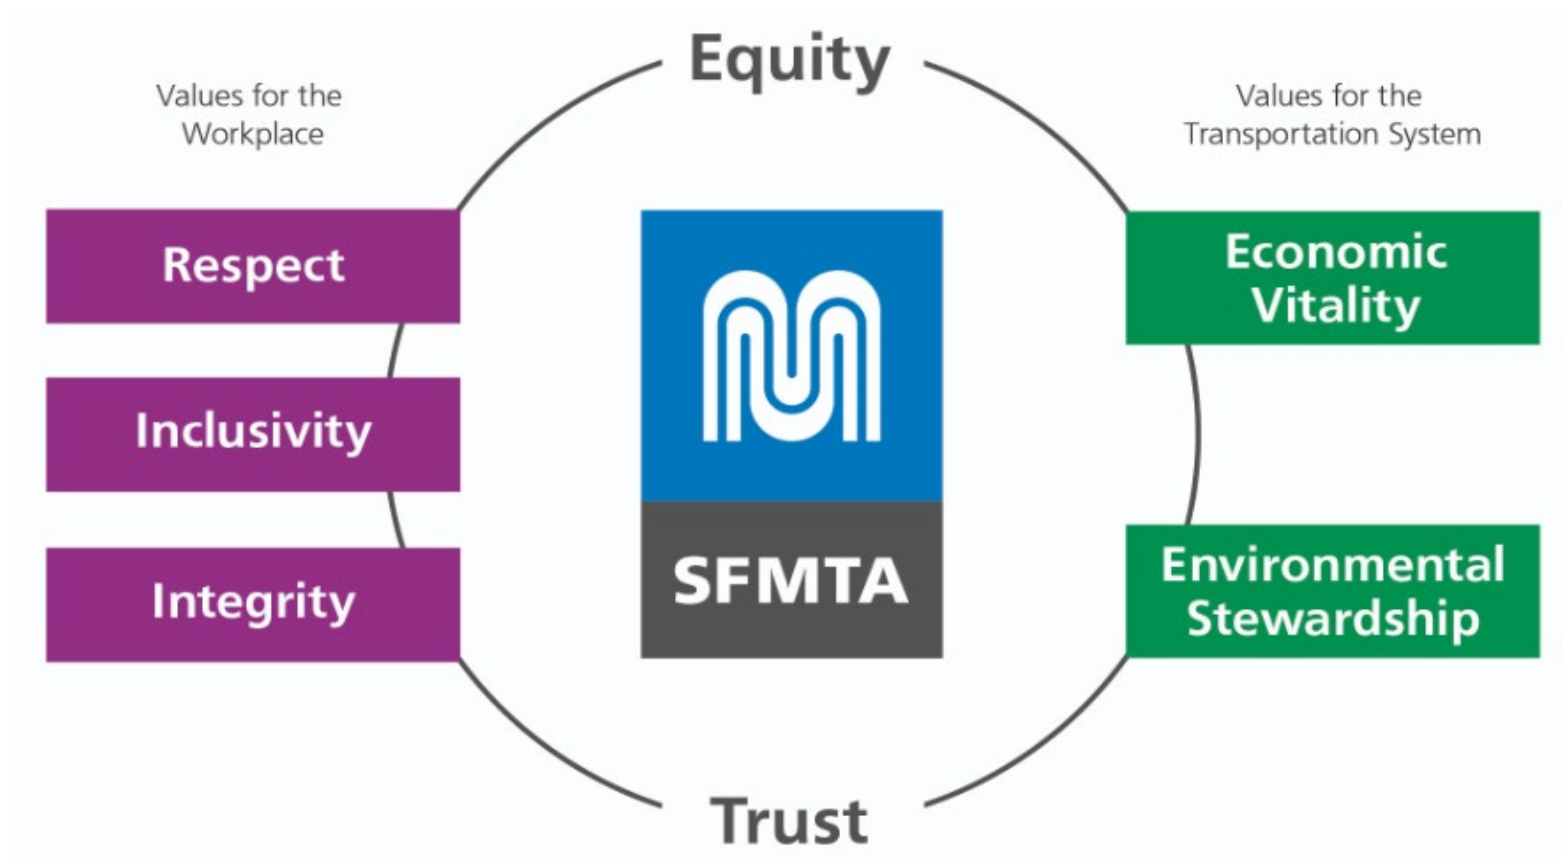 Equity
Values for the
Workplace
Respect
Inclusivity
Integrity
SFMTA
Values for the
Transportation System
Economic
Vitality
Environmental
Stewardship
Trust